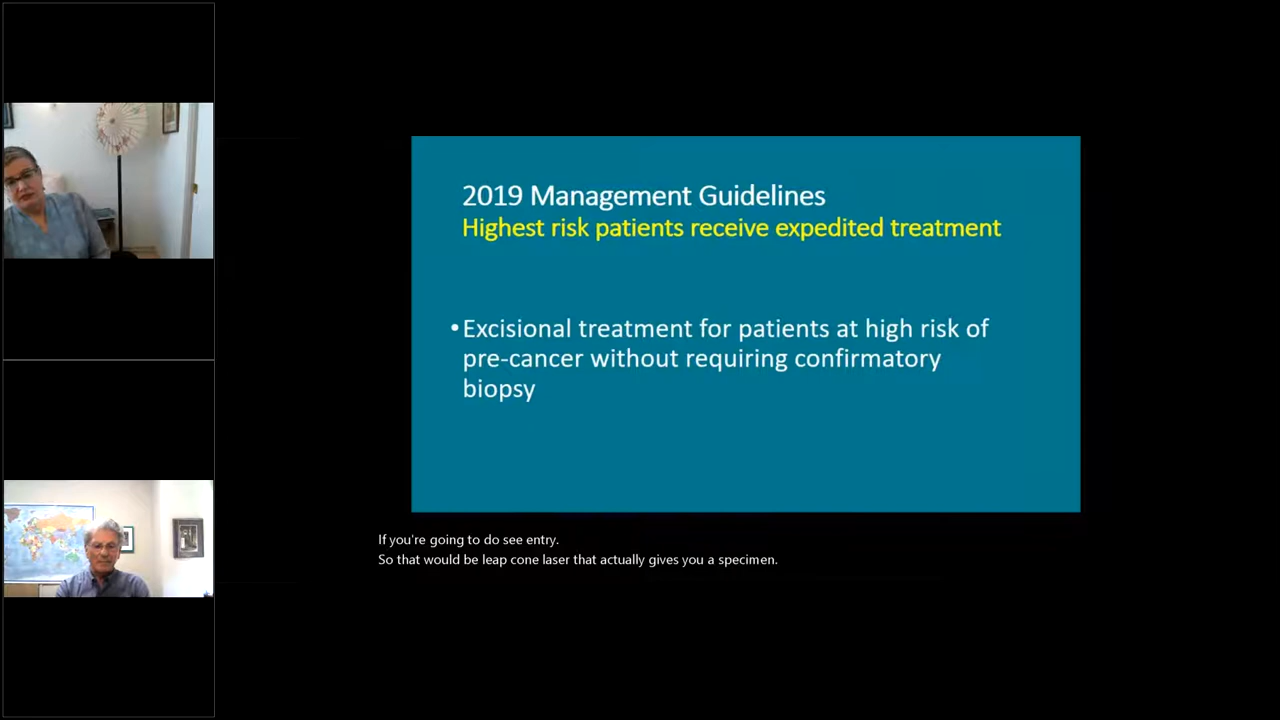 2019 Management Guidelines
Highest risk patients receive expedited treatment
•Excisional treatment for patients at high risk of
pre-cancer without requiring confirmatory
biopsy
If you're going to do see entry.
So that would be leap cone laser that actually gives you a specimen.